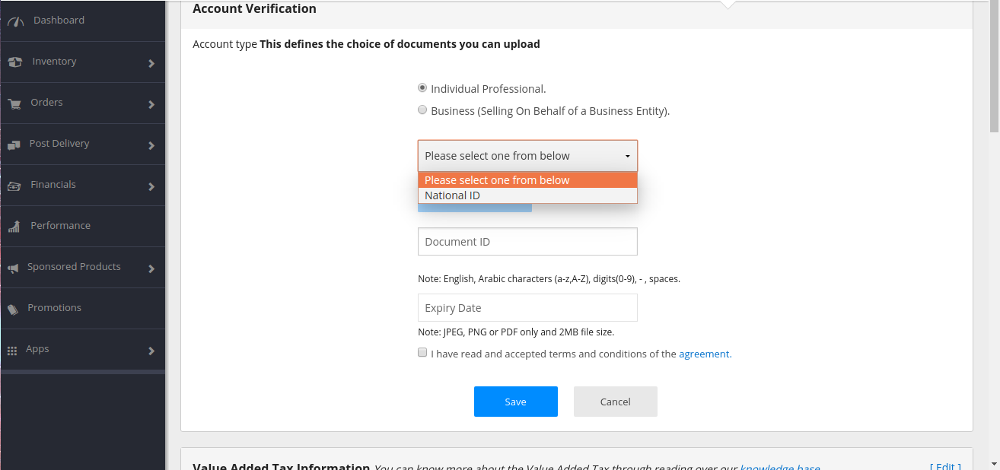 Dashboard
Inventory
Orders
Post Delivery
Financials
Performance
Sponsored Products
Promotions
Apps
Account Verification
Account type This defines the choice of documents you can upload
Individual Professional.
Business (Selling On Behalf of a Business Entity).
Please select one from below
Please select one from below
National ID
Document ID
Note: English, Arabic characters (a-z,A-Z), digits(0-9), - , spaces.
Expiry Date
Note: JPEG, PNG or PDF only and 2MB file size.
I have read and accepted terms and conditions of the agreement.
Save Cancel
Value Added Tax Information You can know more about the Value Added Tax through reading over our knowledge base [ Edit ]